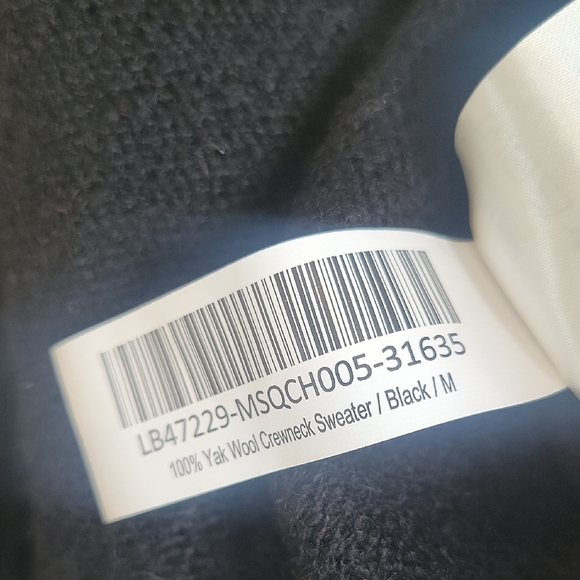 LB47229-MSQCH005-31635
100% Yak Wool Crewneck Sweater / Black / M